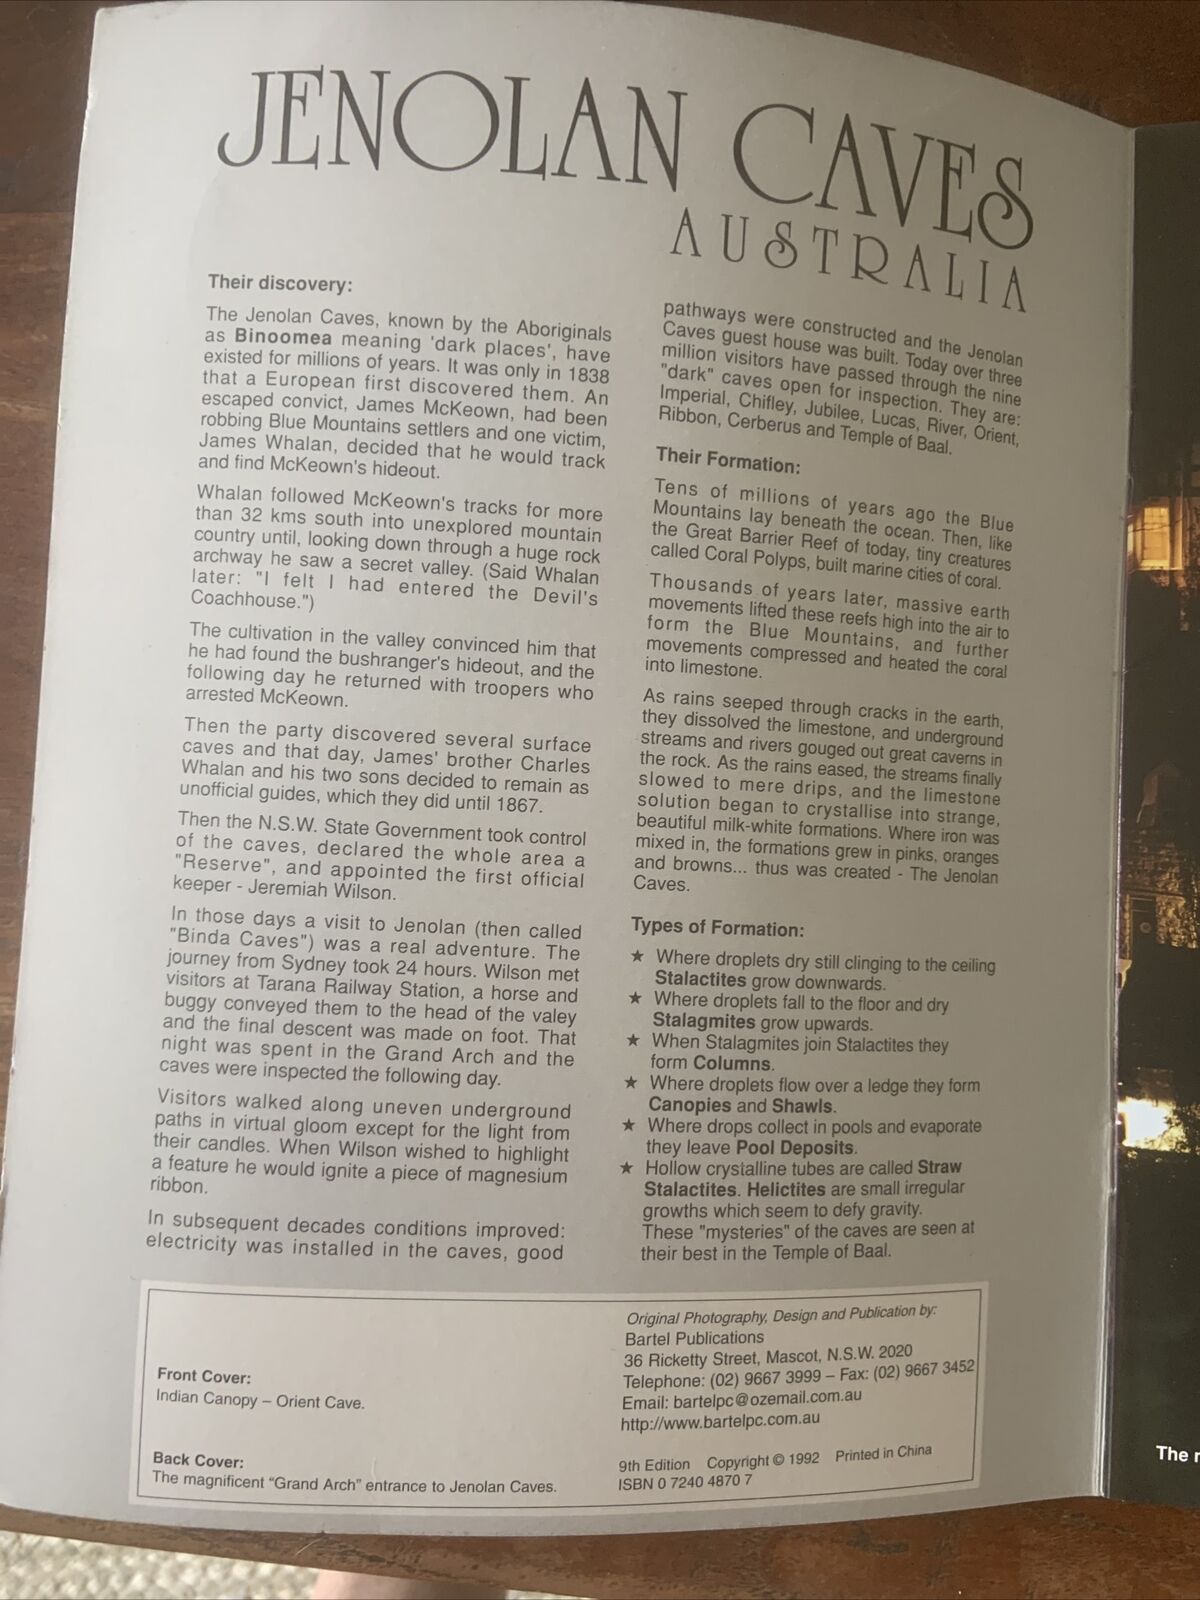 JENOLAN CAVES
AUSTRALIA
Their discovery:
The Jenolan Caves, known by the Aboriginals
as Binoomea meaning 'dark places', have
existed for millions of years. It was only in 1838
that a European first discovered them. An
escaped convict, James McKeown, had been
robbing Blue Mountains settlers and one victim,
James Whalan, decided that he would track
and find McKeown's hideout.
Whalan followed McKeown's tracks for more
than 32 kms south into unexplored mountain
country until, looking down through a huge rock
archway he saw a secret valley. (Said Whalan
later: "I felt I had entered the Devil's
Coachhouse.")
The cultivation in the valley convinced him that
he had found the bushranger's hideout, and the
following day he returned with troopers who
arrested McKeown.
Then the party discovered several surface
caves and that day, James' brother Charles
Whalan and his two sons decided to remain as
unofficial guides, which they did until 1867.
Then the N.S.W. State Government took control
of the caves, declared the whole area a
"Reserve", and appointed the first official
keeper - Jeremiah Wilson.
In those days a visit to Jenolan (then called
"Binda Caves") was a real adventure. The
journey from Sydney took 24 hours. Wilson met
visitors at Tarana Railway Station, a horse and
buggy conveyed them to the head of the valey
and the final descent was made on foot. That
night was spent in the Grand Arch and the
caves were inspected the following day.
Visitors walked along uneven underground
paths in virtual gloom except for the light from
their candles. When Wilson wished to highlight
a feature he would ignite a piece of magnesium
ribbon.
In subsequent decades conditions improved:
electricity was installed in the caves, good
pathways were constructed and the Jenolan
Caves guest house was built. Today over three
million visitors have passed through the nine
"dark" caves open for inspection. They are:
Imperial, Chifley, Jubilee, Lucas, River, Orient,
Ribbon, Cerberus and Temple of Baal.
Their Formation:
Tens of millions of years ago the Blue
Mountains lay beneath the ocean. Then, like
the Great Barrier Reef of today, tiny creatures
called Coral Polyps, built marine cities of coral.
Thousands of years later, massive earth
movements lifted these reefs high into the air to
form the Blue Mountains, and further
movements compressed and heated the coral
into limestone.
As rains seeped through cracks in the earth,
they dissolved the limestone, and underground
streams and rivers gouged out great caverns in
the rock. As the rains eased, the streams finally
slowed to mere drips, and the limestone
solution began to crystallise into strange,
beautiful milk-white formations. Where iron was
mixed in, the formations grew in pinks, oranges
and browns... thus was created - The Jenolan
Caves.
Types of Formation:
★ Where droplets dry still clinging to the ceiling
Stalactites grow downwards.
★ Where droplets fall to the floor and dry
Stalagmites grow upwards.
★ When Stalagmites join Stalactites they
form Columns.
★ Where droplets flow over a ledge they form
Canopies and Shawls.
★ Where drops collect in pools and evaporate
they leave Pool Deposits.
★ Hollow crystalline tubes are called Straw
Stalactites. Helictites are small irregular
growths which seem to defy gravity.
These "mysteries" of the caves are seen at
their best in the Temple of Baal.
Front Cover:
Indian Canopy – Orient Cave.
Back Cover:
The magnificent “Grand Arch” entrance to Jenolan Caves.
Original Photography, Design and Publication by:
Bartel Publications
36 Ricketty Street, Mascot, N.S.W. 2020
Telephone: (02) 9667 3999 – Fax: (02) 9667 3452
Email: bartelpc@ozemail.com.au
http://www.bartelpc.com.au
9th Edition Copyright © 1992 Printed in China
ISBN 0 7240 4870 7
The